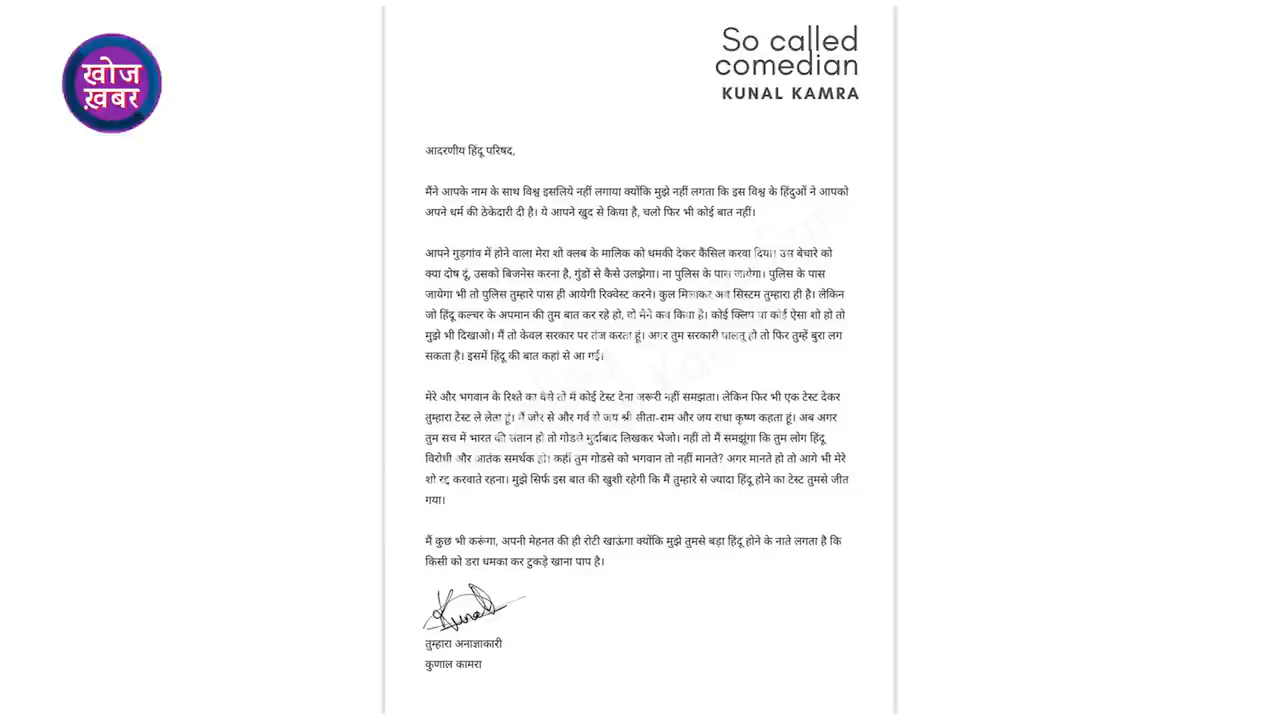 खोज
ख़बर
So called
comedian
KUNAL KAMRA
आदरणीय हिंदू परिषद,
मैंने आपके नाम के साथ विश्व इसलिये नहीं लगाया क्योंकि मुझे नहीं लगता कि इस विश्व के हिंदुओं ने आपको
अपने धर्म की ठेकेदारी दी है। ये आपने खुद से किया है, चलो फिर भी कोई बात नहीं।
आपने गुड़गांव में होने वाला मेरा शो क्लब के मालिक को धमकी देकर कैंसिल करवा दिया। उस बेचारे को
क्या दोष दूं, उसको बिजनेस करना है, गुंडों से कैसे उलझेगा। ना पुलिस के पास जायेगा। पुलिस के पास
जायेगा भी तो पुलिस तुम्हारे पास ही आयेगी रिक्वेस्ट करने। कुल मिलाकर अब सिस्टम तुम्हारा ही है। लेकिन
जो हिंदू कल्चर के अपमान की तुम बात कर रहे हो, वो मैंने कब किया है। कोई क्लिप या कोई ऐसा शो हो तो
मुझे भी दिखाओ। मैं तो केवल सरकार पर तंज करता हूं। अगर तुम सरकारी पालतू हो तो फिर तुम्हें बुरा लग
सकता है। इसमें हिंदू की बात कहां से आ गई।
मेरे और भगवान के रिश्ते का वैसे तो मैं कोई टेस्ट देना जरूरी नहीं समझता। लेकिन फिर भी एक टेस्ट देकर
तुम्हारा टेस्ट ले लेता हूं। मैं जोर से और गर्व से जय श्री सीता-राम और जय राधा कृष्ण कहता हूं। अब अगर
तुम सच में भारत की संतान हो तो गोडसे मुर्दाबाद लिखकर भेजो। नहीं तो मैं समझूंगा कि तुम लोग हिंदू
विरोधी और आतंक समर्थक हो। कहीं तुम गोडसे को भगवान तो नहीं मानते? अगर मानते हो तो आगे भी मेरे
शो रद्द करवाते रहना। मुझे सिर्फ इस बात की खुशी रहेगी कि मैं तुम्हारे से ज्यादा हिंदू होने का टेस्ट तुमसे जीत
गया।
मैं कुछ भी करूंगा, अपनी मेहनत की ही रोटी खाऊंगा क्योंकि मुझे तुमसे बड़ा हिंदू होने के नाते लगता है कि
किसी को डरा धमका कर टुकड़े खाना पाप है।
Kunal
तुम्हारा अनाज्ञाकारी
कुणाल कामरा